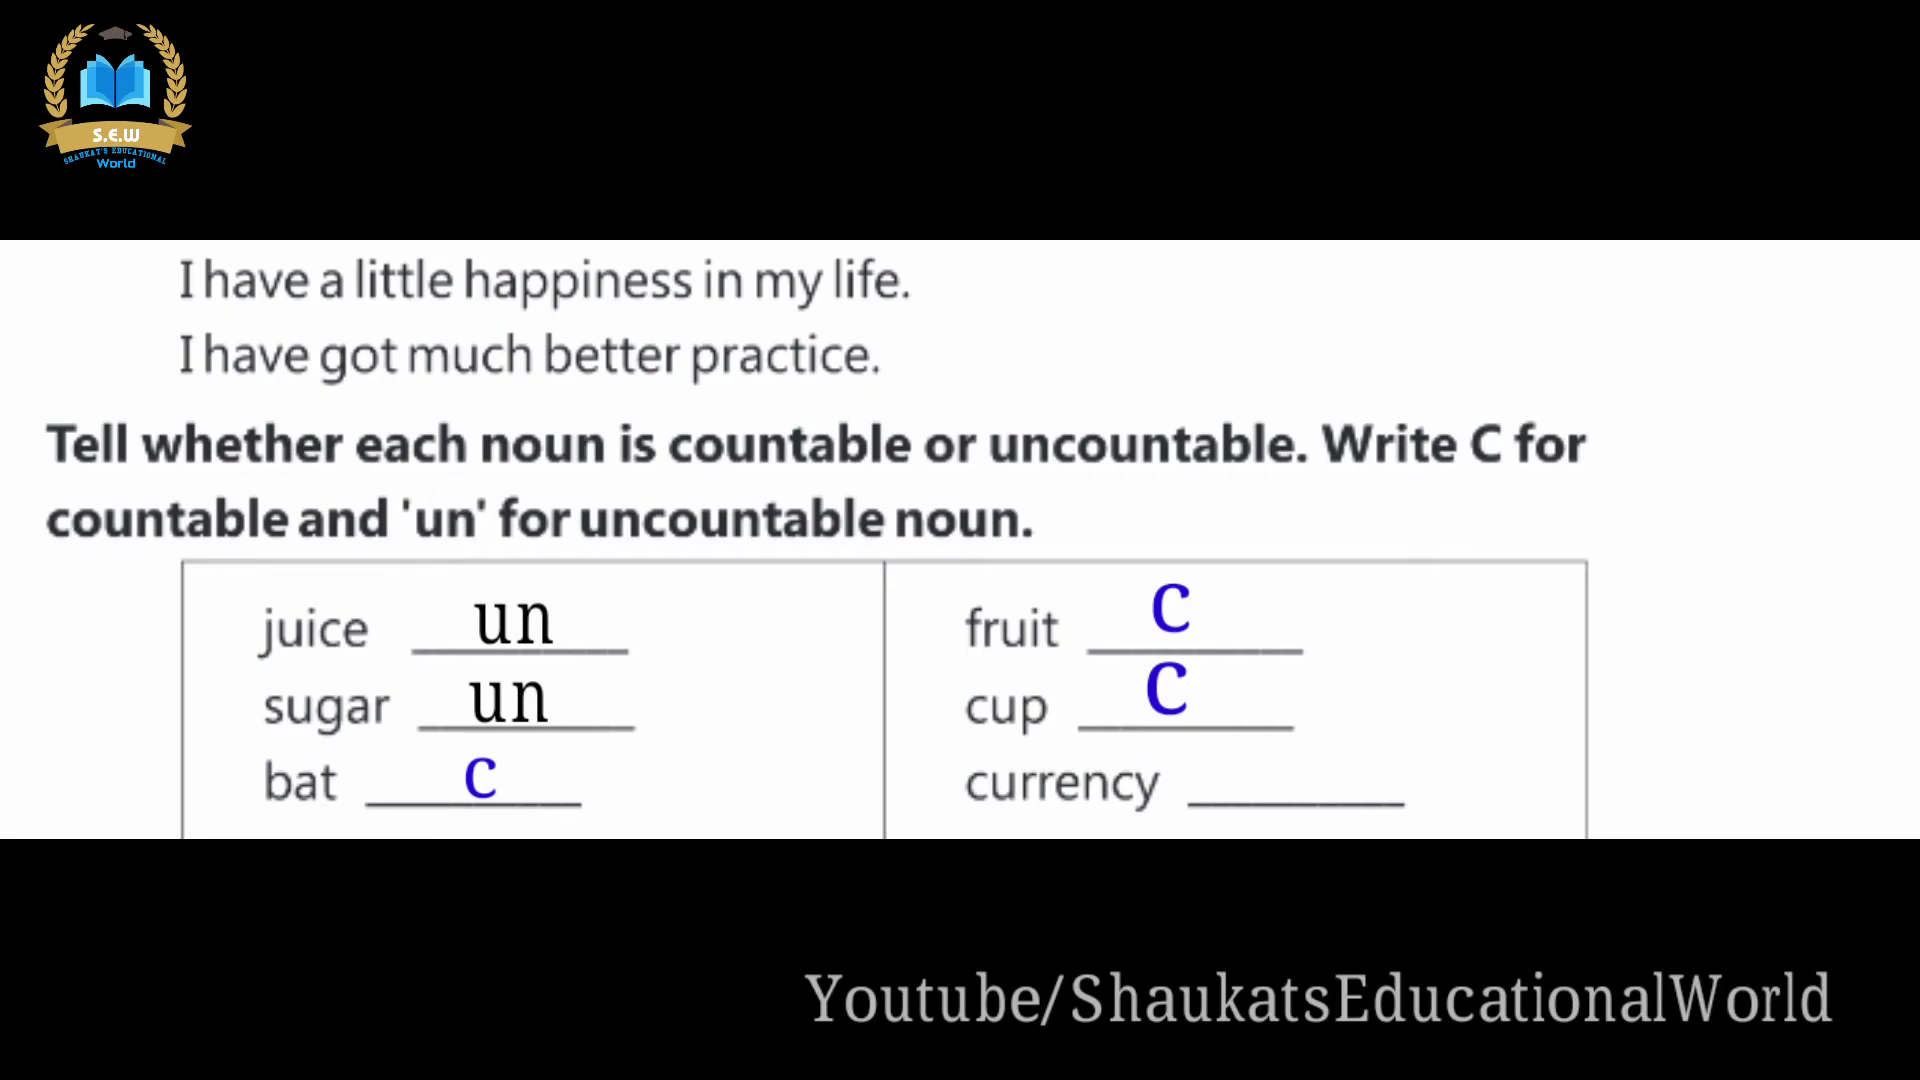 S.E.W
SHAUKAT'S EDUCATIONAL
World
I have a little happiness in my life.
I have got much better practice.
Tell whether each noun is countable or uncountable. Write C for
countable and 'un' for uncountable noun.
juice un fruit C
sugar un cup C
bat C currency
Youtube/ShaukatsEducationalWorld